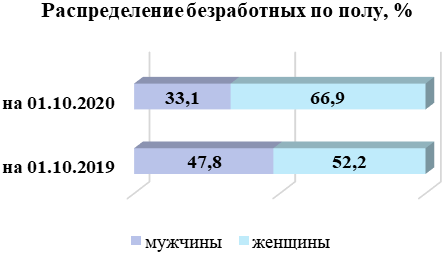 Распределение безработных по полу, %
на 01.10.2020
33,1
66,9
на 01.10.2019
47,8
52,2
мужчины
женщины